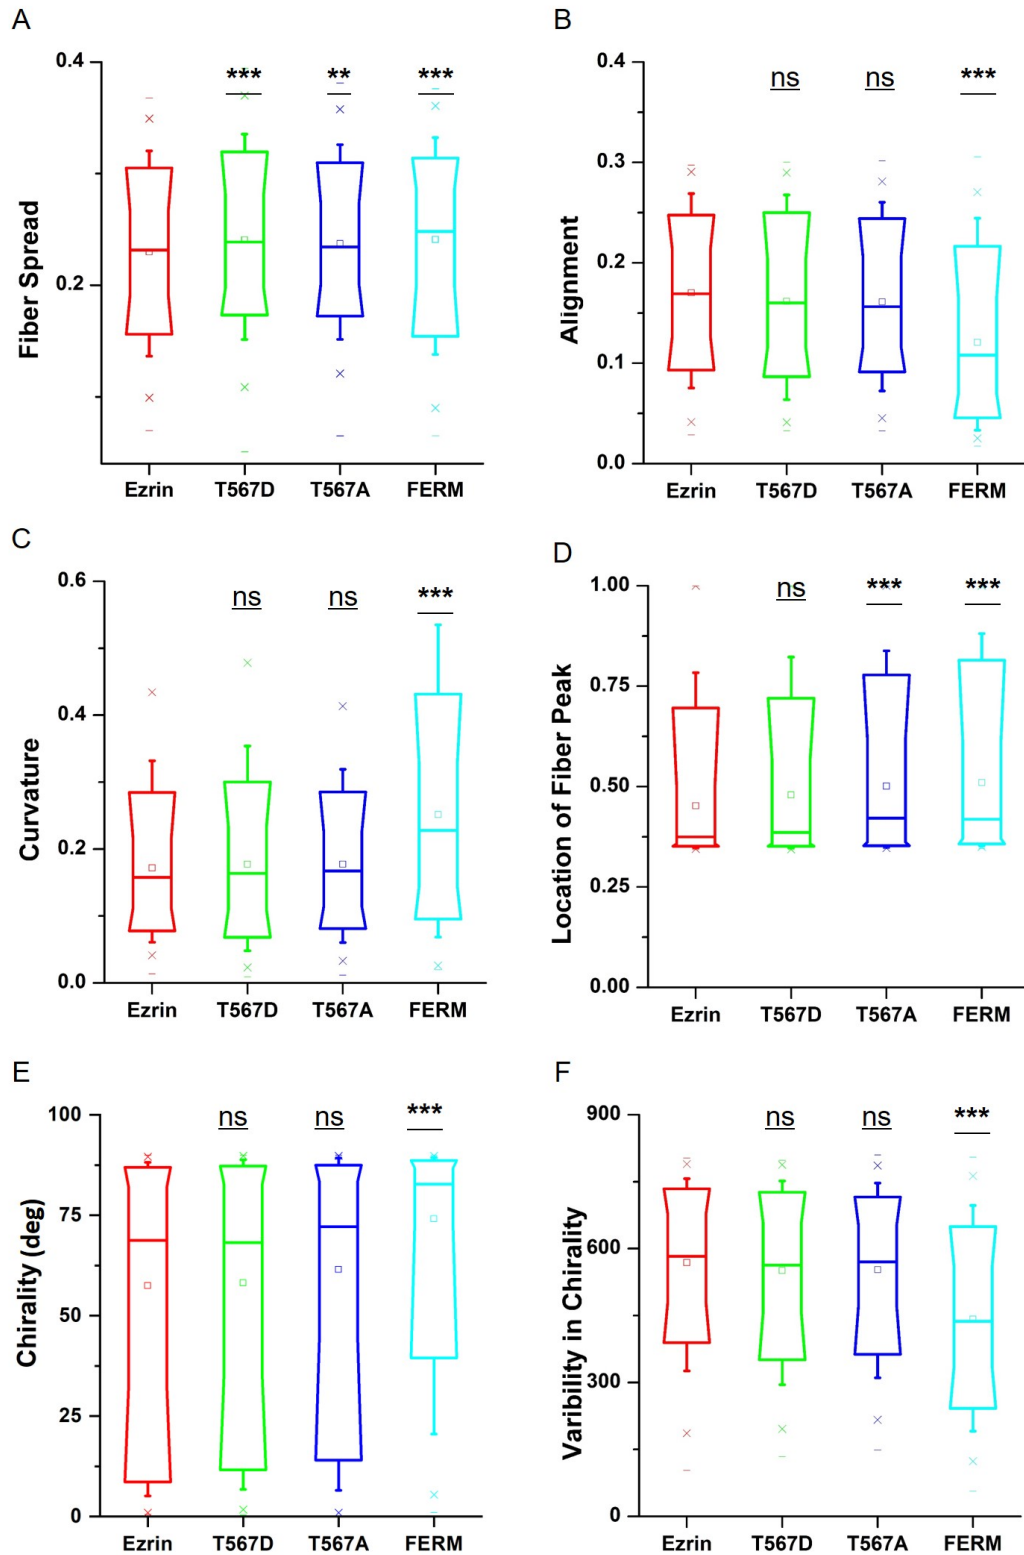 A
Fiber Spread
0.4
0.2
*** ** ***
Ezrin T567D T567A FERM
B
Alignment
0.4
0.3
0.2
0.1
0.0
ns ns ***
Ezrin T567D T567A FERM
C
Curvature
0.6
0.4
0.2
0.0
ns ns ***
Ezrin T567D T567A FERM
D
Location of Fiber Peak
1.00
0.75
0.50
0.25
0.00
ns *** ***
Ezrin T567D T567A FERM
E
Chirality (deg)
100
75
50
25
0
ns ns ***
Ezrin T567D T567A FERM
F
Varibility in Chirality
900
600
300
0
ns ns ***
Ezrin T567D T567A FERM